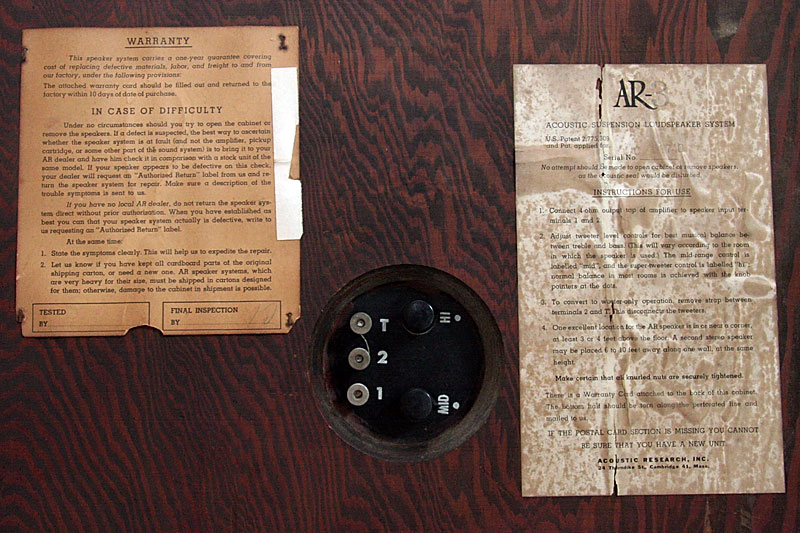 WARRANTY
This speaker system carries a one-year guarantee covering
cost of replacing defective materials, labor, and freight to and from
our factory, under the following provisions:
The attached warranty card should be filled out and returned to the
factory within 10 days of date of purchase.
IN CASE OF DIFFICULTY
Under no circumstances should you try to open the cabinet or
remove the speakers. If a defect is suspected, the best way to ascertain
whether the speaker system is at fault (and not the amplifier, pickup
cartridge, or some other part of the sound system) is to bring it to your
AR dealer and have him check it in comparison with a stock unit of the
same model. If your speaker appears to be defective on this check,
your dealer will request an "Authorized Return" label from us and re-
turn the speaker system for repair. Make sure a description of the
trouble symptoms is sent to us.
If you have no local AR dealer, do not return the speaker sys-
tem direct without prior authorization. When you have established as
best you can that your speaker system actually is defective, write to
us requesting an "Authorized Return" label.
At the same time:
1. State the symptoms clearly. This will help us to expedite the repair.
2. Let us know if you have kept all cardboard parts of the original
shipping carton, or need a new one. AR speaker systems, which
are very heavy for their size, must be shipped in cartons designed
for them; otherwise, damage to the cabinet in shipment is possible.
TESTED
BY
FINAL INSPECTION
BY
T
2
1
HI
MID
AR-3
ACOUSTIC SUSPENSION LOUDSPEAKER SYSTEM
U.S. Patent 2,775,309
and Pat. applied for
Serial No.
No attempt should be made to open cabinet or remove speakers,
as the acoustic seal would be disturbed.
INSTRUCTIONS FOR USE
1. Connect 4-ohm output tap of amplifier to speaker input ter-
minals 1 and 2.
2. Adjust tweeter level controls for best musical balance be-
tween treble and bass. (This will vary according to the room
in which the speaker is used.) The mid-range control is
labelled "mid", and the super-tweeter control is labelled "hi";
normal balance in most rooms is achieved with the knob
pointers at the dots.
3. To convert to woofer-only operation, remove strap between
terminals 2 and T. This disconnects the tweeters.
4. One excellent location for the AR speaker is in or near a corner,
at least 3 or 4 feet above the floor. A second stereo speaker
may be placed 6 to 10 feet away along one wall, at the same
height.
Make certain that all knurled nuts are securely tightened.
There is a Warranty Card attached to the back of this cabinet.
The bottom half should be torn along the perforated line and
mailed to us.
IF THE POSTAL CARD SECTION IS MISSING YOU CANNOT
BE SURE THAT YOU HAVE A NEW UNIT
ACOUSTIC RESEARCH, INC.
24 Thorndike St., Cambridge 41, Mass.